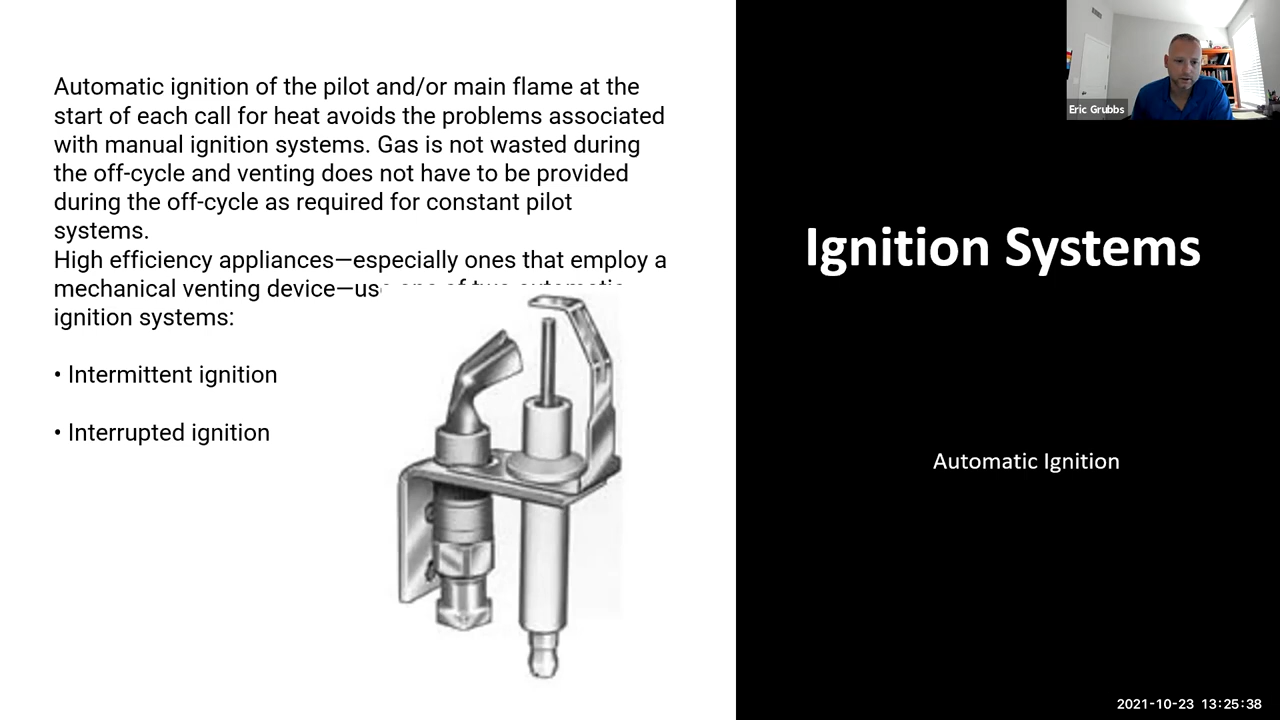 Automatic ignition of the pilot and/or main flame at the
start of each call for heat avoids the problems associated
with manual ignition systems. Gas is not wasted during
the off-cycle and venting does not have to be provided
during the off-cycle as required for constant pilot
systems.
High efficiency appliances—especially ones that employ a
mechanical venting device—use one of two automatic
ignition systems:
• Intermittent ignition
• Interrupted ignition
Eric Grubbs
Ignition Systems
Automatic Ignition
2021-10-23 13:25:38